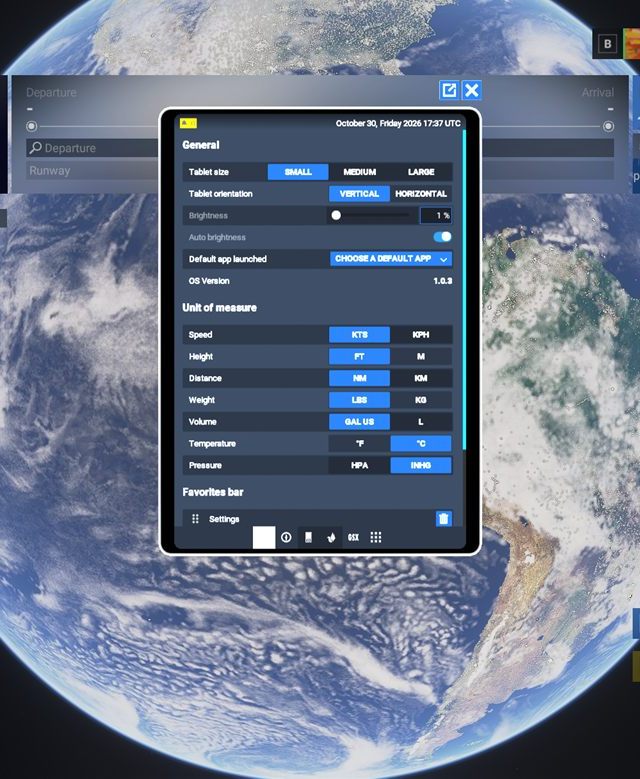 B
Departure
Arrival
-
-
October 30, Friday 2026 17:37 UTC
Departure
Runway
General
Tablet size SMALL MEDIUM LARGE
Tablet orientation VERTICAL HORIZONTAL
Brightness 1 %
Auto brightness
Default app launched CHOOSE A DEFAULT APP
OS Version 1.0.3
Unit of measure
Speed KTS KPH
Height FT M
Distance NM KM
Weight LBS KG
Volume GAL US L
Temperature °F °C
Pressure HPA INHG
Favorites bar
Settings
GSX